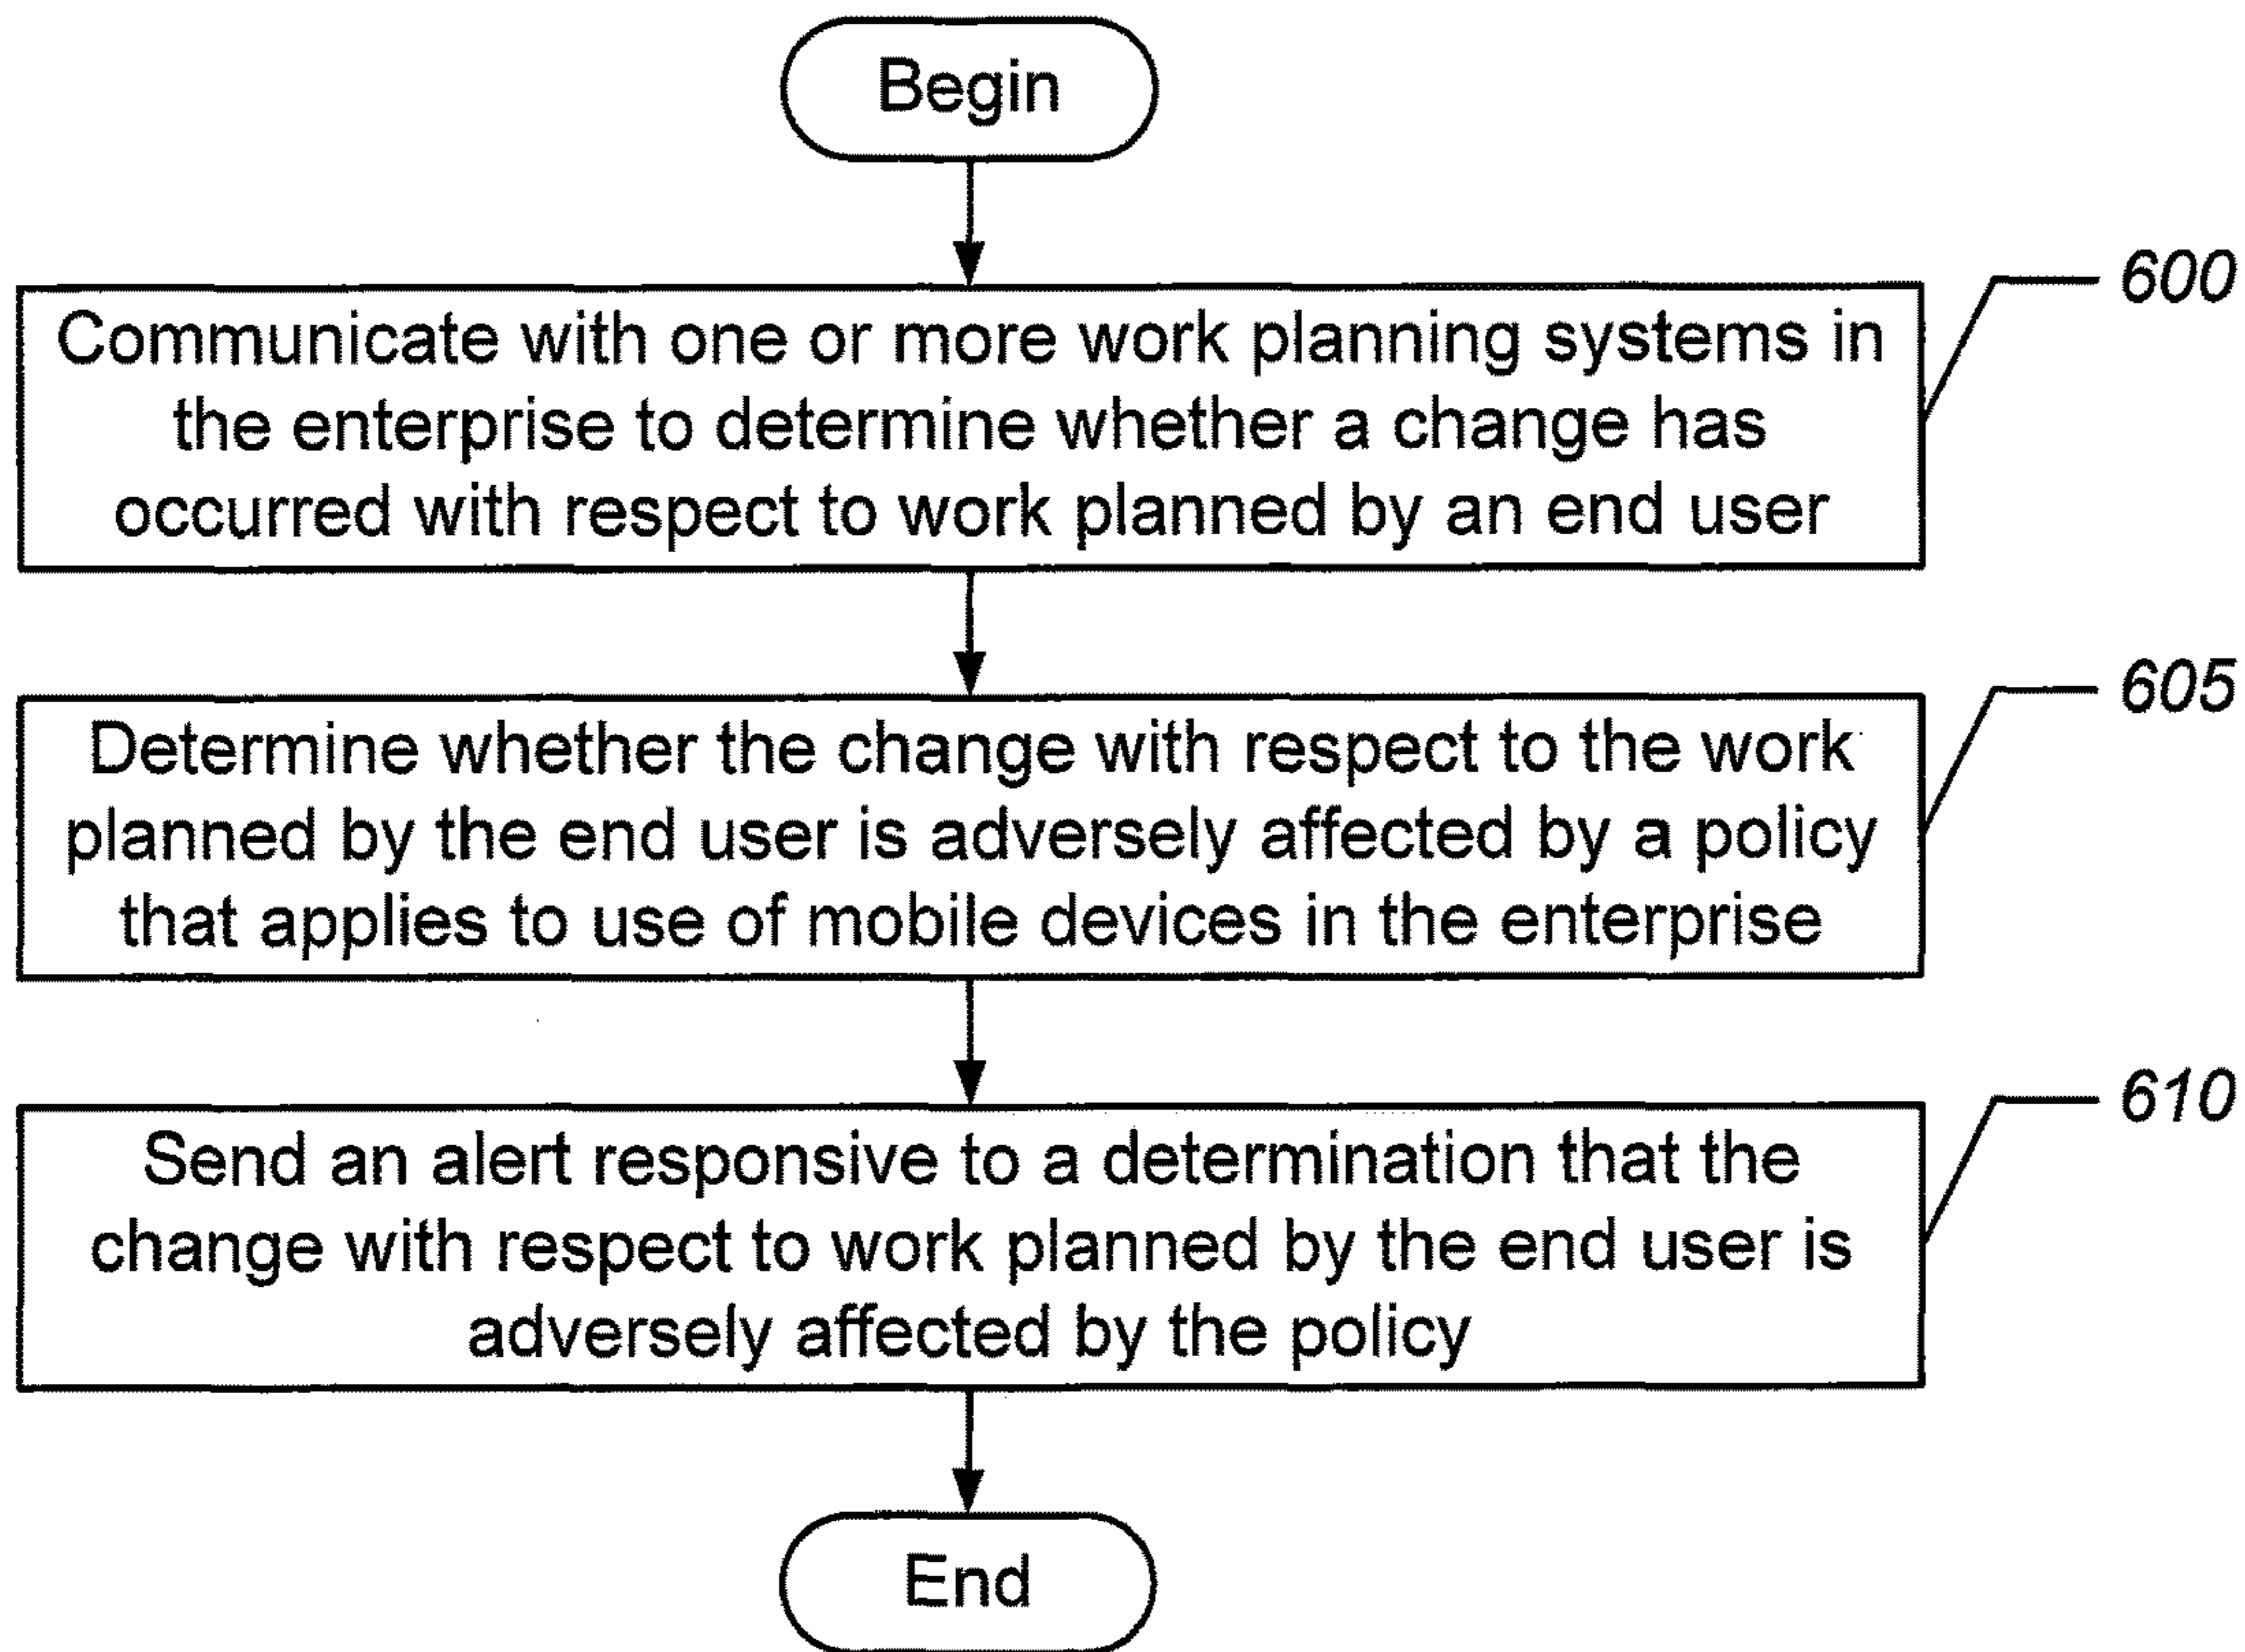 Begin
600
Communicate with one or more work planning systems in
the enterprise to determine whether a change has
occurred with respect to work planned by an end user
605
Determine whether the change with respect to the work
planned by the end user is adversely affected by a policy
that applies to use of mobile devices in the enterprise
610
Send an alert responsive to a determination that the
change with respect to work planned by the end user is
adversely affected by the policy
End